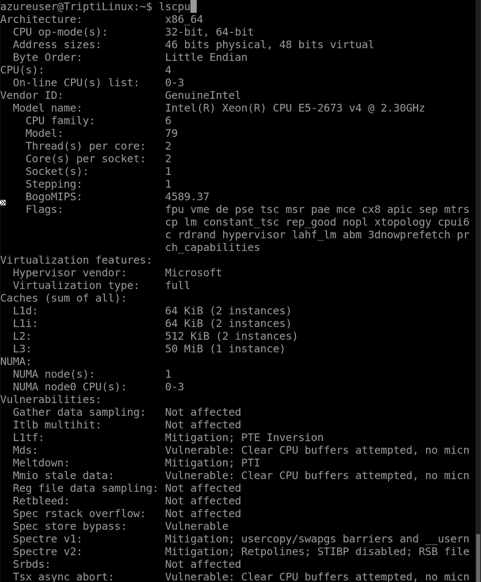 azureuser@TriptiLinux:~$ lscpu
Architecture: x86_64
CPU op-mode(s): 32-bit, 64-bit
Address sizes: 46 bits physical, 48 bits virtual
Byte Order: Little Endian
CPU(s): 4
On-line CPU(s) list: 0-3
Vendor ID: GenuineIntel
Model name: Intel(R) Xeon(R) CPU E5-2673 v4 @ 2.30GHz
CPU family: 6
Model: 79
Thread(s) per core: 2
Core(s) per socket: 2
Socket(s): 1
Stepping: 1
BogoMIPS: 4589.37
Flags: fpu vme de pse tsc msr pae mce cx8 apic sep mtrs
cp lm constant_tsc rep_good nopl xtopology cpui6
c rdrand hypervisor lahf_lm abm 3dnowprefetch pr
ch_capabilities
Virtualization features:
Hypervisor vendor: Microsoft
Virtualization type: full
Caches (sum of all):
L1d: 64 KiB (2 instances)
L1i: 64 KiB (2 instances)
L2: 512 KiB (2 instances)
L3: 50 MiB (1 instance)
NUMA:
NUMA node(s): 1
NUMA node0 CPU(s): 0-3
Vulnerabilities:
Gather data sampling: Not affected
Itlb multihit: Not affected
L1tf: Mitigation; PTE Inversion
Mds: Vulnerable: Clear CPU buffers attempted, no micn
Meltdown: Mitigation; PTI
Mmio stale data: Vulnerable: Clear CPU buffers attempted, no micn
Reg file data sampling: Not affected
Retbleed: Not affected
Spec rstack overflow: Not affected
Spec store bypass: Vulnerable
Spectre v1: Mitigation; usercopy/swapgs barriers and __usern
Spectre v2: Mitigation; Retpolines; STIBP disabled; RSB file
Srbds: Not affected
Tsx async abort: Vulnerable: Clear CPU buffers attempted, no micn